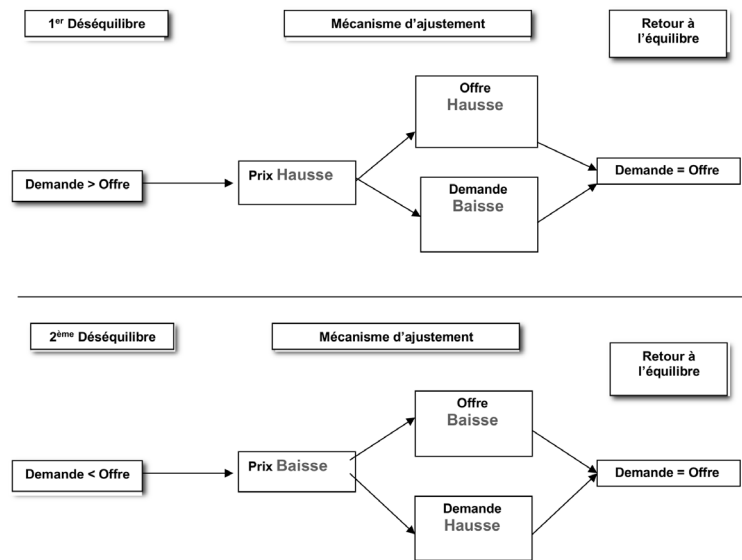 1er Déséquilibre
Mécanisme d’ajustement
Retour à
l’équilibre
Offre
Hausse
Demande > Offre
Prix Hausse
Demande = Offre
Demande
Baisse
2ème Déséquilibre
Mécanisme d’ajustement
Retour à
l’équilibre
Offre
Baisse
Demande < Offre
Prix Baisse
Demande = Offre
Demande
Hausse